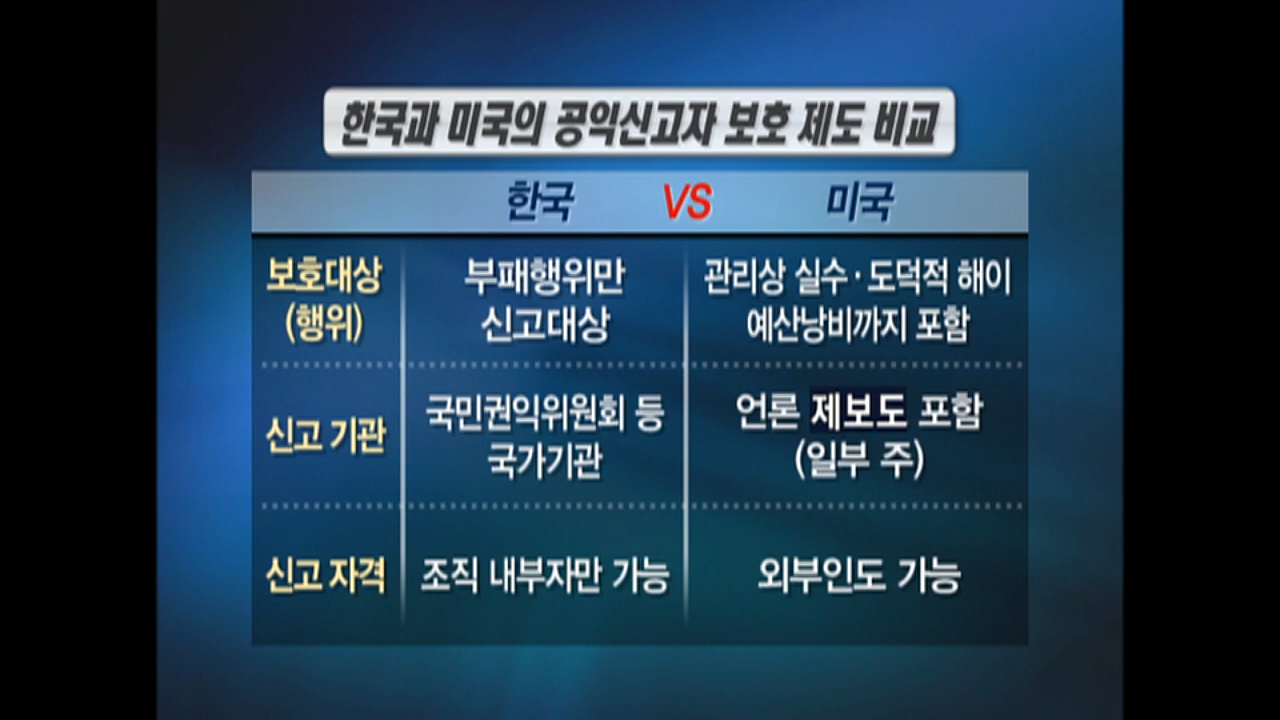 한국과 미국의 공익신고자 보호 제도 비교
한국 VS 미국
보호대상
(행위)
부패행위만
신고대상
관리상 실수·도덕적 해이
예산낭비까지 포함
신고 기관
국민권익위원회 등
국가기관
언론 제보도 포함
(일부 주)
신고 자격
조직 내부자만 가능
외부인도 가능